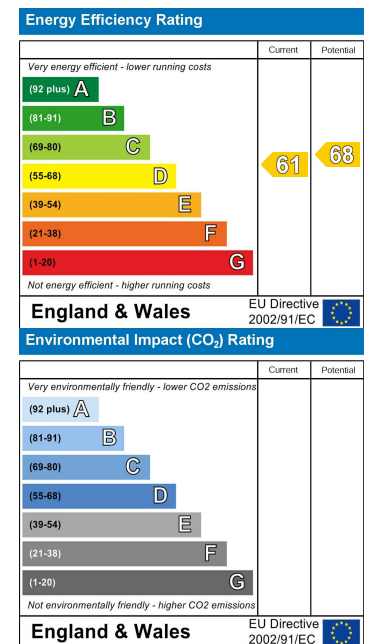 Energy Efficiency Rating
Current Potential
Very energy efficient - lower running costs
(92 plus) A
(81-91) B
(69-80) C
(55-68) D
(39-54) E
(21-38) F
(1-20) G
61 68
Not energy efficient - higher running costs
England & Wales
EU Directive
2002/91/EC
Environmental Impact (CO₂) Rating
Current Potential
Very environmentally friendly - lower CO2 emissions
(92 plus) A
(81-91) B
(69-80) C
(55-68) D
(39-54) E
(21-38) F
(1-20) G
Not environmentally friendly - higher CO2 emissions
England & Wales
EU Directive
2002/91/EC